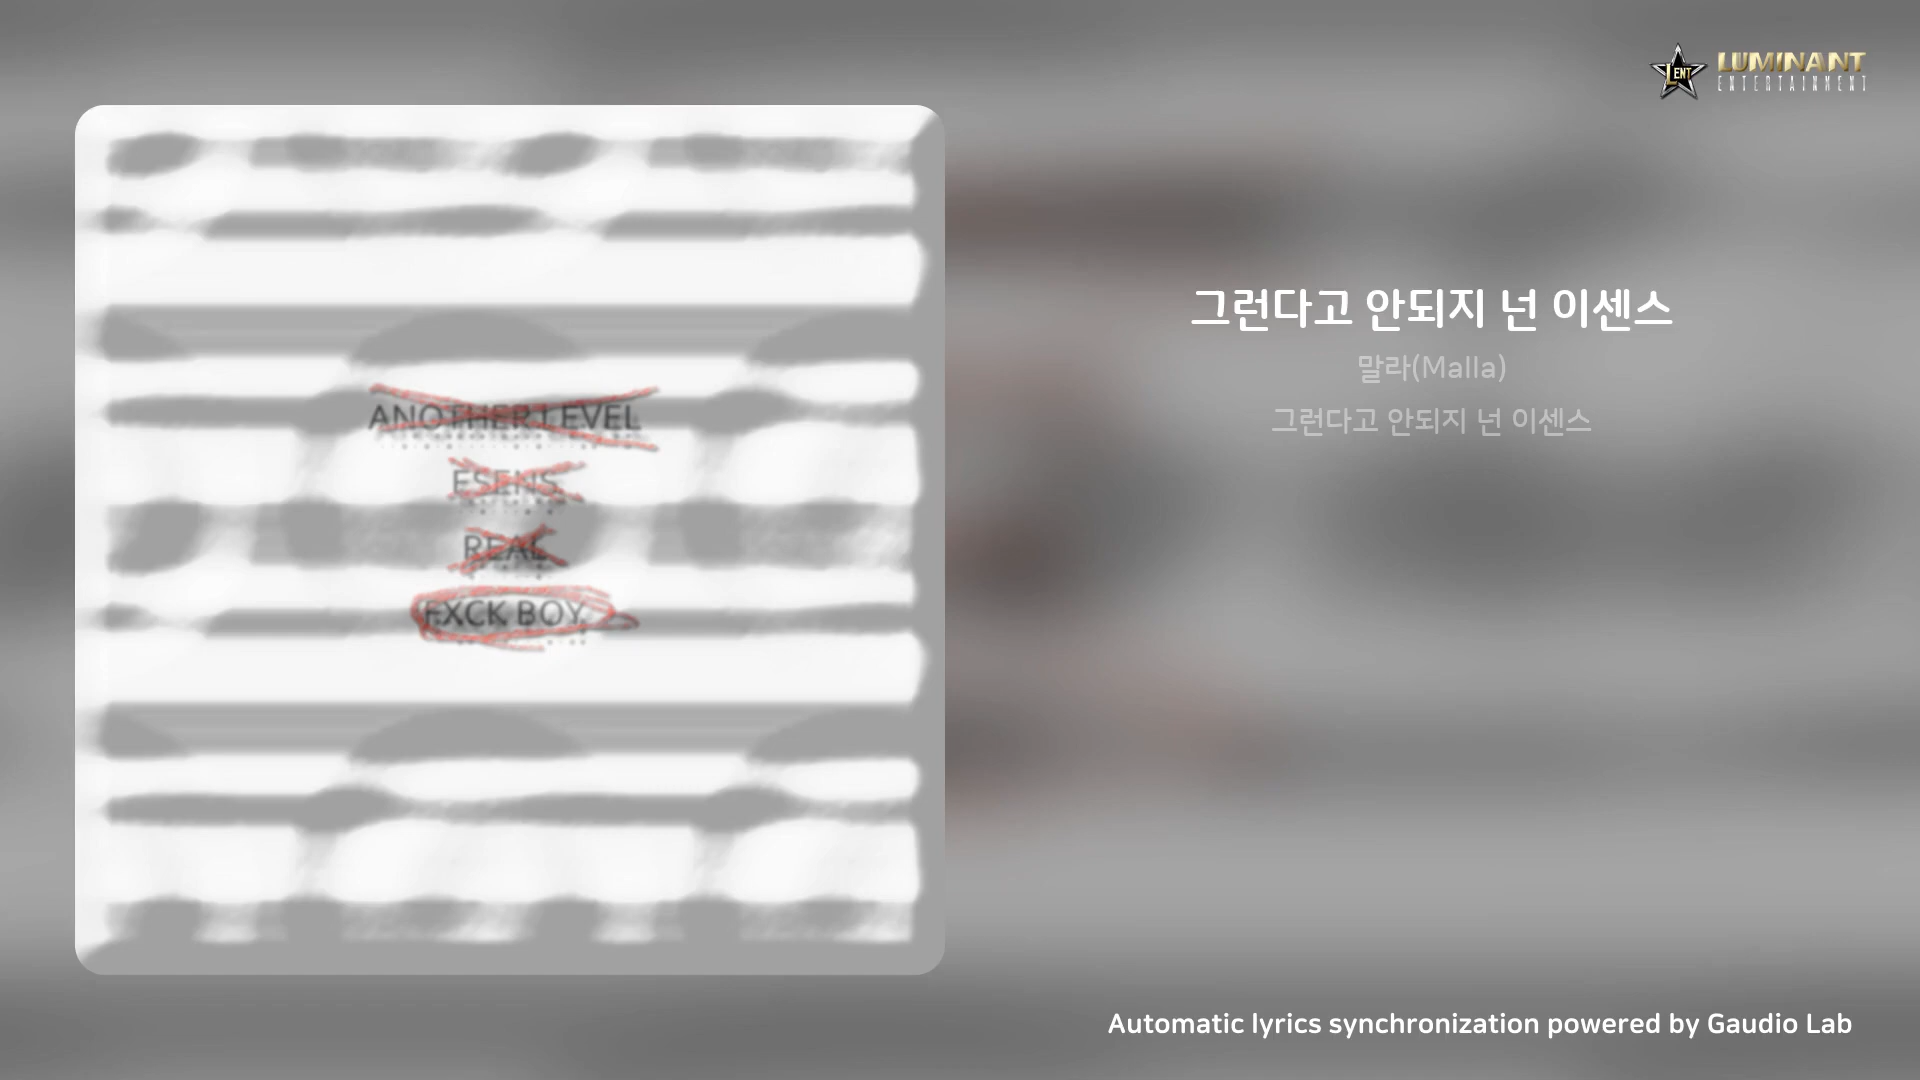 LENT
LUMINANT
ENTERTAINMENT
ANOTHER LEVEL
ESENS
REAL
FXCK BOY
그런다고 안되지 넌 이센스
말라(Malla)
그런다고 안되지 넌 이센스
Automatic lyrics synchronization powered by Gaudio Lab